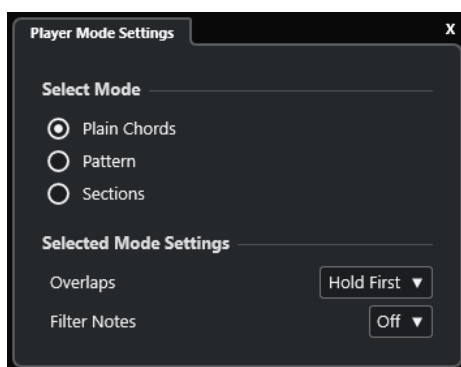 Player Mode Settings X
Select Mode
Plain Chords
Pattern
Sections
Selected Mode Settings
Overlaps Hold First ▼
Filter Notes Off ▼